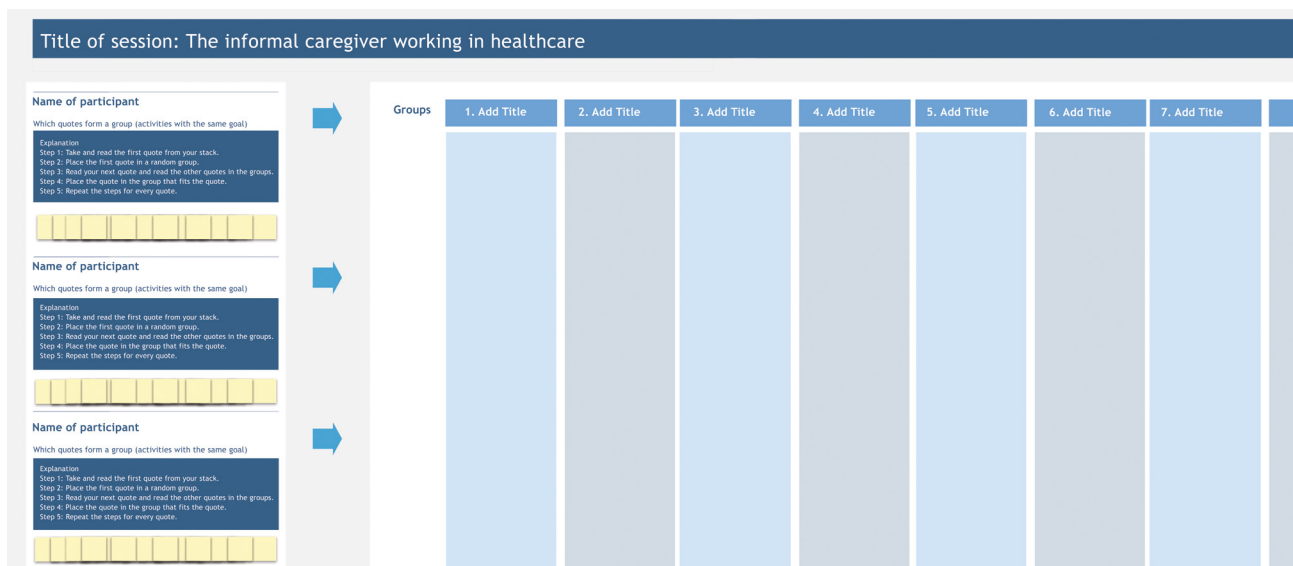 Title of session: The informal caregiver working in healthcare
Name of participant
Which quotes form a group (activities with the same goal)
Explanation
Step 1: Take and read the first quote from your stack.
Step 2: Place the first quote in a random group.
Step 3: Read your next quote and read the other quotes in the groups.
Step 4: Place the quote in the group that fits the quote.
Step 5: Repeat the steps for every quote.
Name of participant
Which quotes form a group (activities with the same goal)
Explanation
Step 1: Take and read the first quote from your stack.
Step 2: Place the first quote in a random group.
Step 3: Read your next quote and read the other quotes in the groups.
Step 4: Place the quote in the group that fits the quote.
Step 5: Repeat the steps for every quote.
Name of participant
Which quotes form a group (activities with the same goal)
Explanation
Step 1: Take and read the first quote from your stack.
Step 2: Place the first quote in a random group.
Step 3: Read your next quote and read the other quotes in the groups.
Step 4: Place the quote in the group that fits the quote.
Step 5: Repeat the steps for every quote.
Groups
1. Add Title
2. Add Title
3. Add Title
4. Add Title
5. Add Title
6. Add Title
7. Add Title